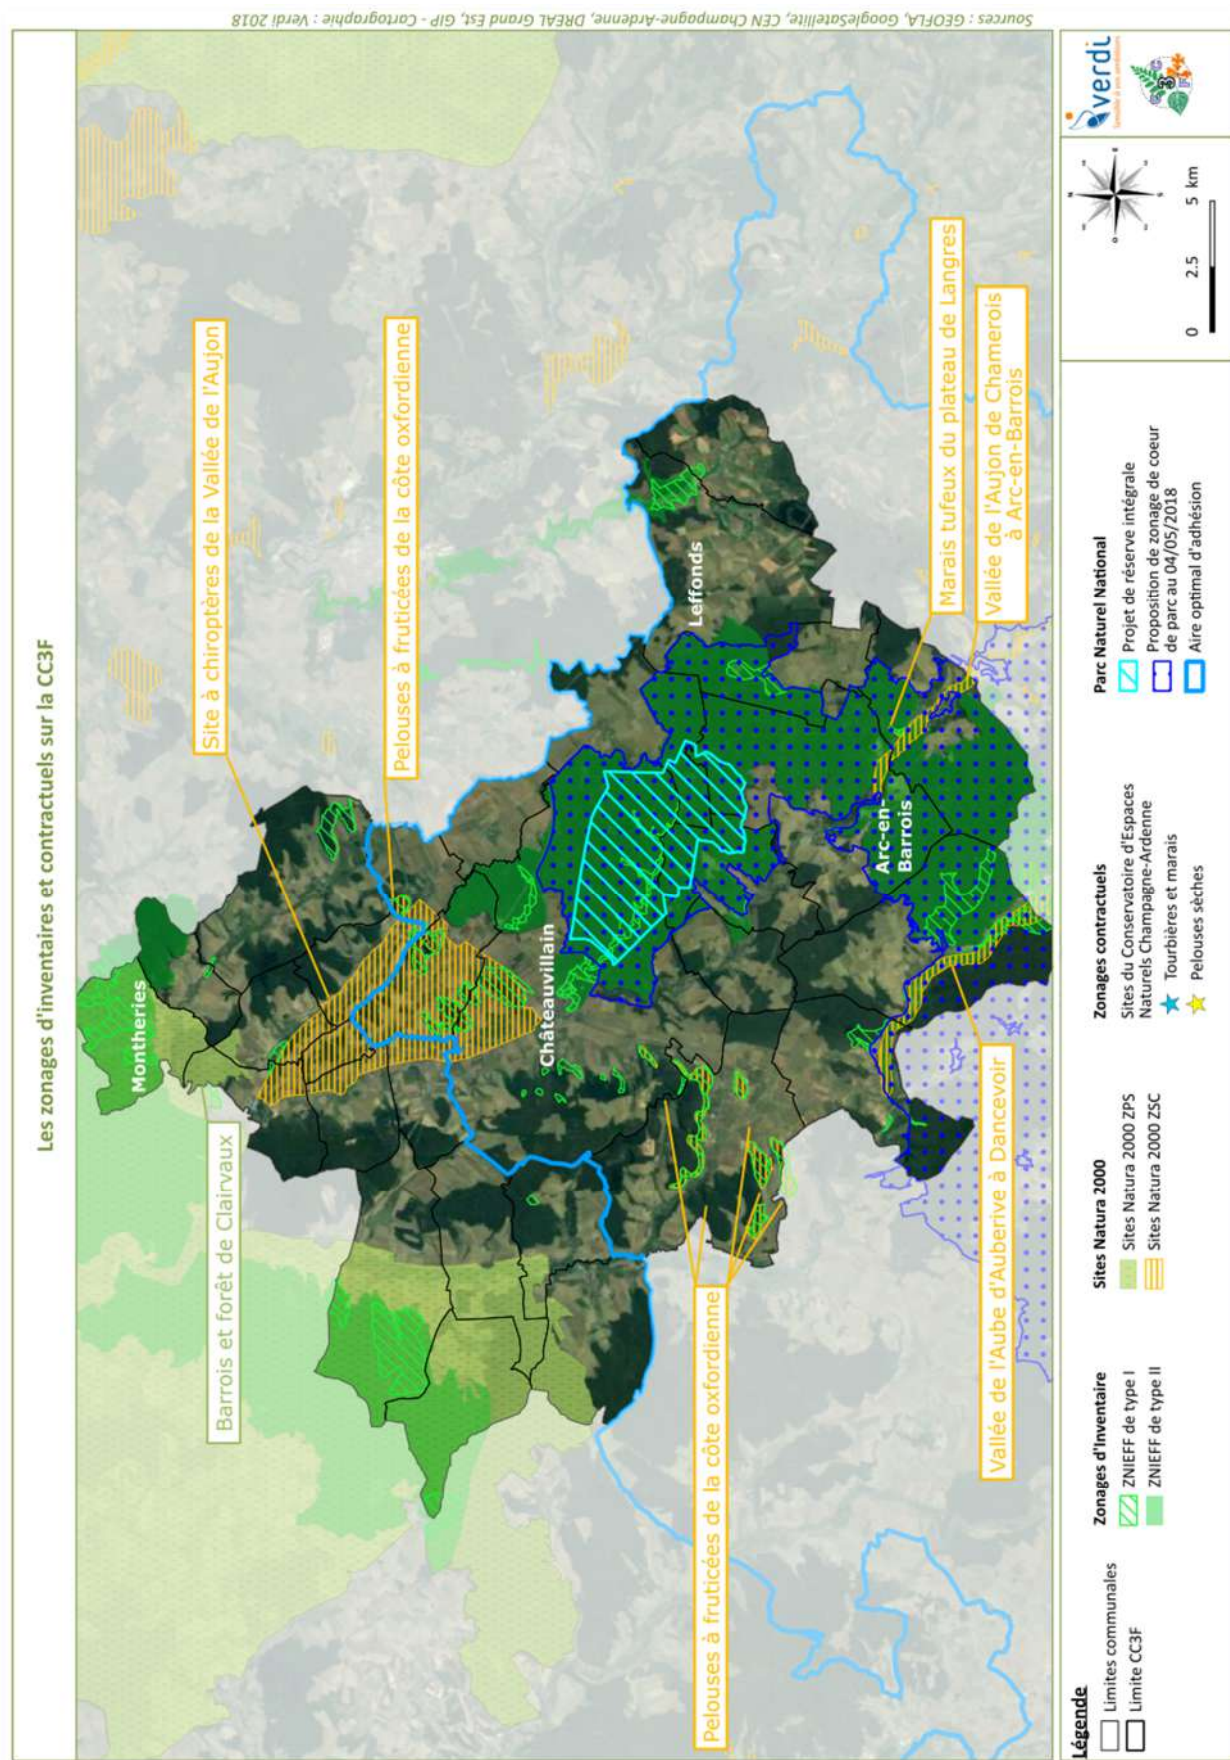 Les zonages d'inventaires et contractuels sur la CC3F
Sources : GEOFLA, GoogleSatellite, CEN Champagne-Ardenne, DREAL Grand Est, GIP - Cartographie : Verdi 2018
Montheries
Barrois et forêt de Clairvaux
Site à chiroptères de la Vallée de l'Aujon
Pelouses à fruticées de la côte oxfordienne
Châteauvillain
Leffonds
Pelouses à fruticées de la côte oxfordienne
Arc-en-
Barrois
Marais tufeux du plateau de Langres
Vallée de l'Aujon de Chamerois
à Arc-en-Barrois
Vallée de l'Aube d'Auberive à Dancevoir
Légende
Limites communales
Limite CC3F
Zonages d'Inventaire
ZNIEFF de type I
ZNIEFF de type II
Sites Natura 2000
Sites Natura 2000 ZPS
Sites Natura 2000 ZSC
Zonages contractuels
Sites du Conservatoire d'Espaces
Naturels Champagne-Ardenne
Tourbières et marais
Pelouses sèches
Parc Naturel National
Projet de réserve intégrale
Proposition de zonage de coeur
de parc au 04/05/2018
Aire optimal d'adhésion
N
E
S
O
0 2.5 5 km
verdi